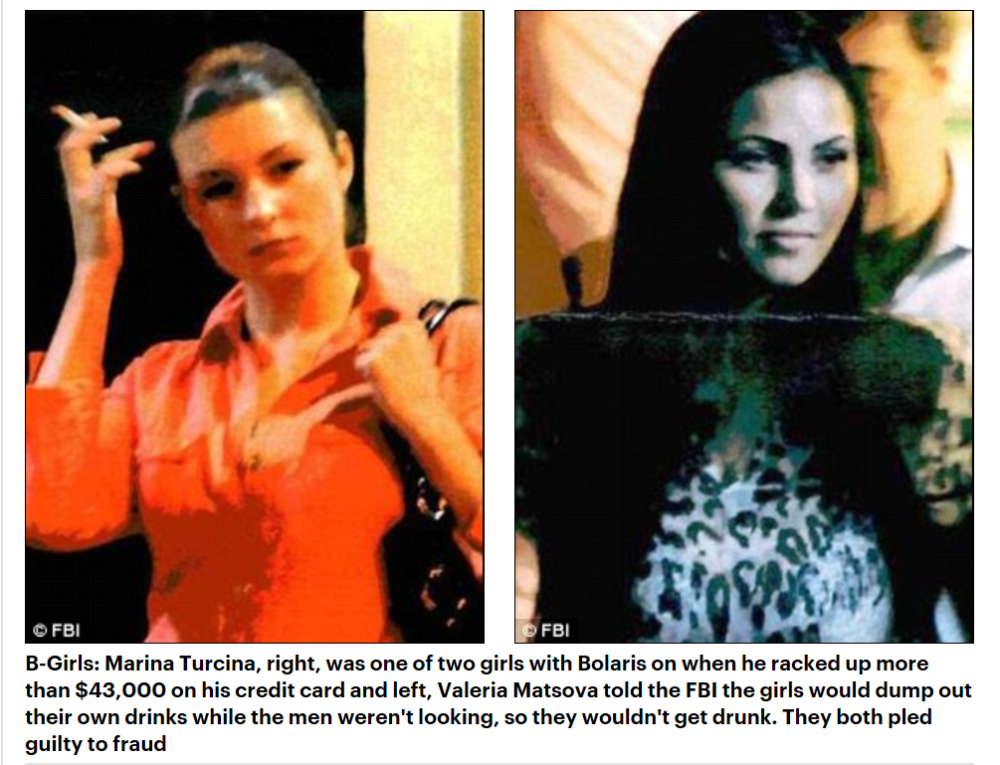 © FBI
© FBI
B-Girls: Marina Turcina, right, was one of two girls with Bolaris on when he racked up more
than $43,000 on his credit card and left, Valeria Matsova told the FBI the girls would dump out
their own drinks while the men weren't looking, so they wouldn't get drunk. They both pled
guilty to fraud